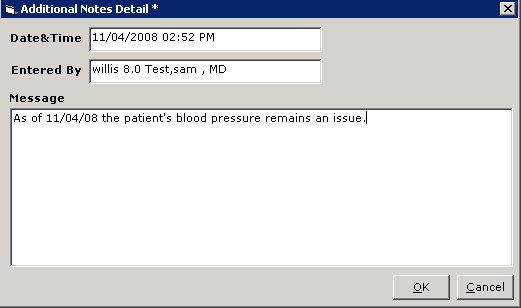 Additional Notes Detail *
Date&Time 11/04/2008 02:52 PM
Entered By willis 8.0 Test,sam , MD
Message
As of 11/04/08 the patient's blood pressure remains an issue.
OK Cancel